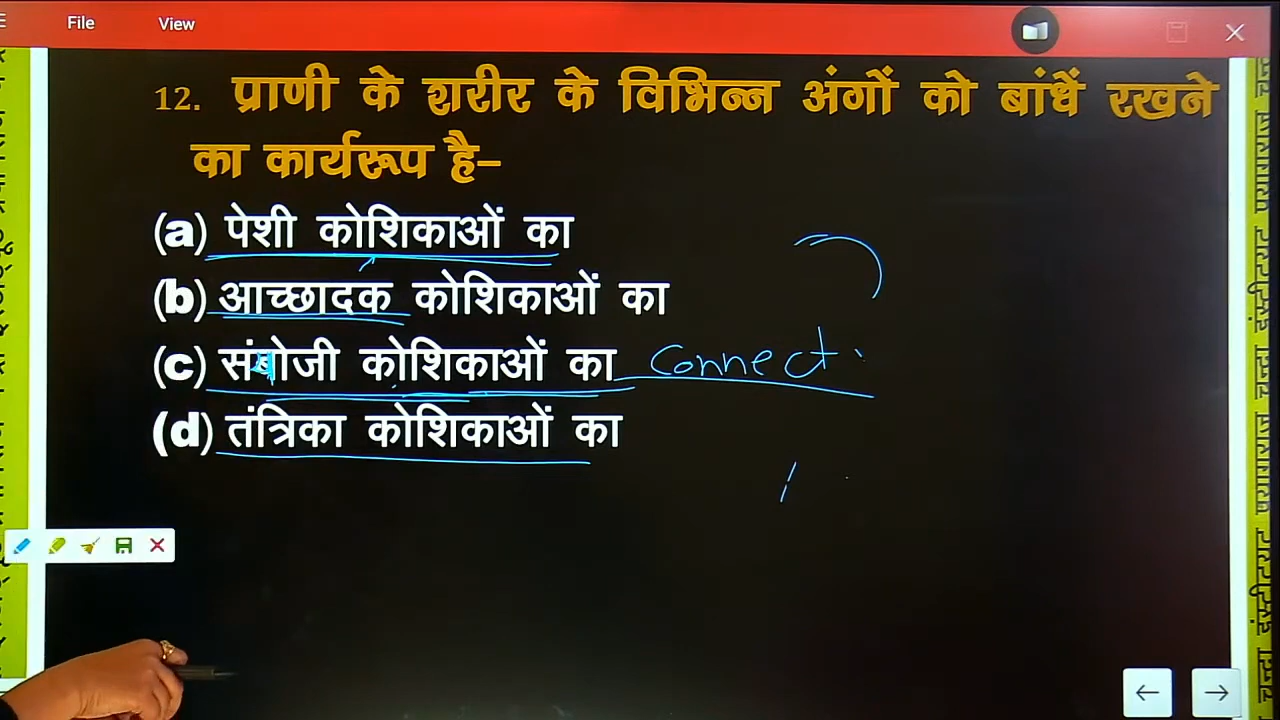 File View
12. प्राणी के शरीर के विभिन्न अंगों को बांधें रखने
का कार्यरूप है–
(a) पेशी कोशिकाओं का
(b) आच्छादक कोशिकाओं का
(c) संयोजी कोशिकाओं का Connect
(d) तंत्रिका कोशिकाओं का